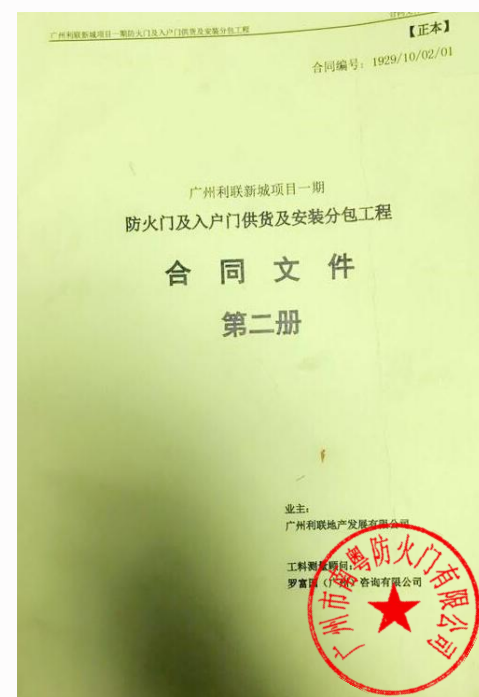 广州利联新城项目一期防火门及入户门供货及安装分包工程
【正本】
合同编号：1929/10/02/01
广州利联新城项目一期
防火门及入户门供货及安装分包工程
合同文件
第二册
业主：
广州利联地产发展有限公司
工料测量顾问：
罗富国（广州）咨询有限公司
广州市南粤防火门有限公司